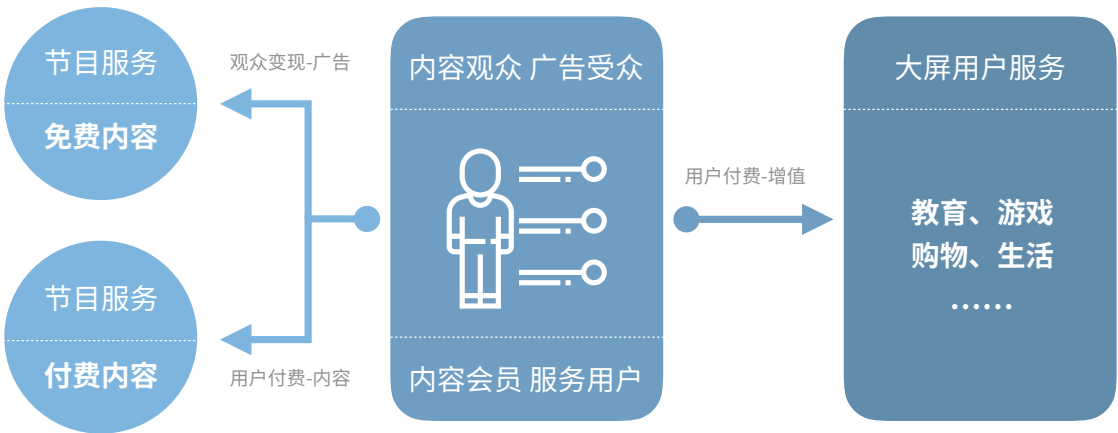 节目服务
免费内容
节目服务
付费内容
观众变现-广告
用户付费-内容
内容观众 广告受众
内容会员 服务用户
用户付费-增值
大屏用户服务
教育、游戏
购物、生活
······